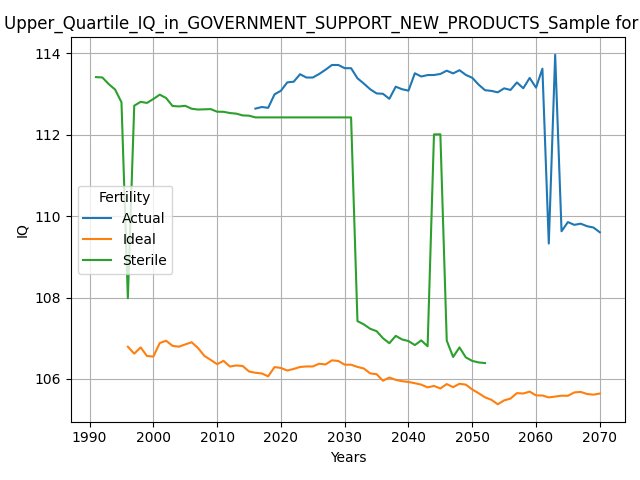 Upper_Quartile_IQ_in_GOVERNMENT_SUPPORT_NEW_PRODUCTS_Sample for
114
112
110
108
106
IQ
Fertility
Actual
Ideal
Sterile
1990 2000 2010 2020 2030 2040 2050 2060 2070
Years